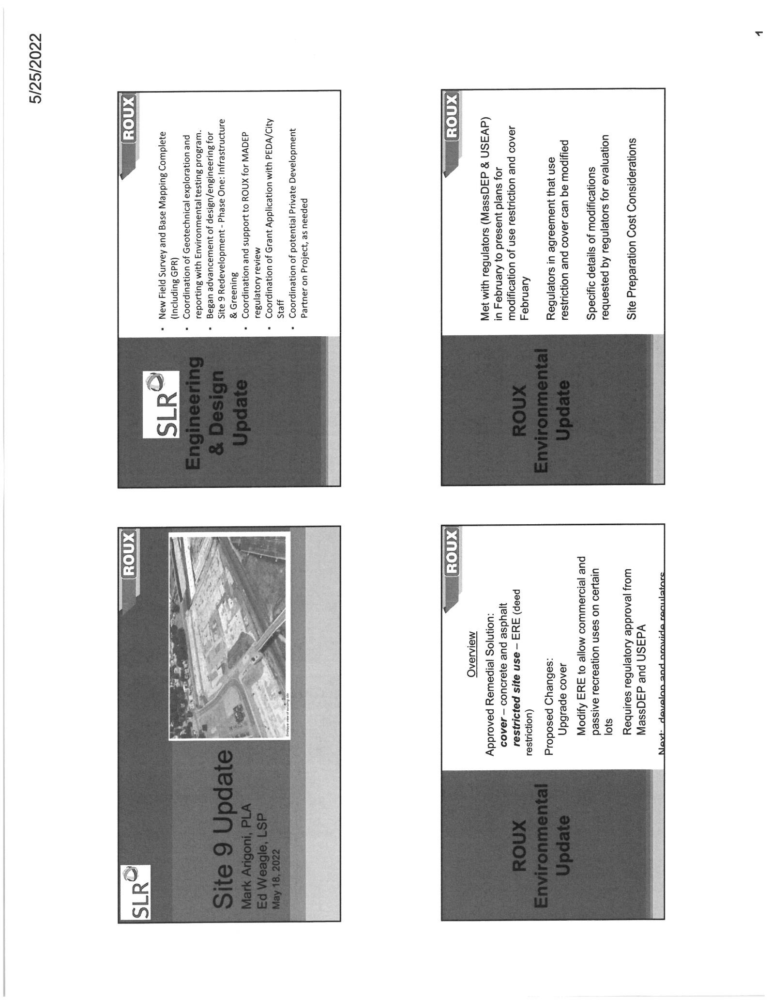 5/25/2022
SLR
ROUX
Site 9 Update
Mark Arigoni, PLA
Ed Weagle, LSP
May 18, 2022
Birdseye view of existing site
ROUX
SLR
Engineering
& Design
Update
• New Field Survey and Base Mapping Complete
(Including GPR)
• Coordination of Geotechnical exploration and
reporting with Environmental testing program.
• Began advancement of design/engineering for
Site 9 Redevelopment - Phase One: Infrastructure
& Greening
• Coordination and support to ROUX for MADEP
regulatory review
• Coordination of Grant Application with PEDA/City
Staff
• Coordination of potential Private Development
Partner on Project, as needed
ROUX
ROUX
Environmental
Update
Overview
Approved Remedial Solution:
cover – concrete and asphalt
restricted site use – ERE (deed
restriction)
Proposed Changes:
Upgrade cover
Modify ERE to allow commercial and
passive recreation uses on certain
lots
Requires regulatory approval from
MassDEP and USEPA
Next: develop and provide regulators
ROUX
ROUX
Environmental
Update
Met with regulators (MassDEP & USEAP)
in February to present plans for
modification of use restriction and cover
February
Regulators in agreement that use
restriction and cover can be modified
Specific details of modifications
requested by regulators for evaluation
Site Preparation Cost Considerations
1